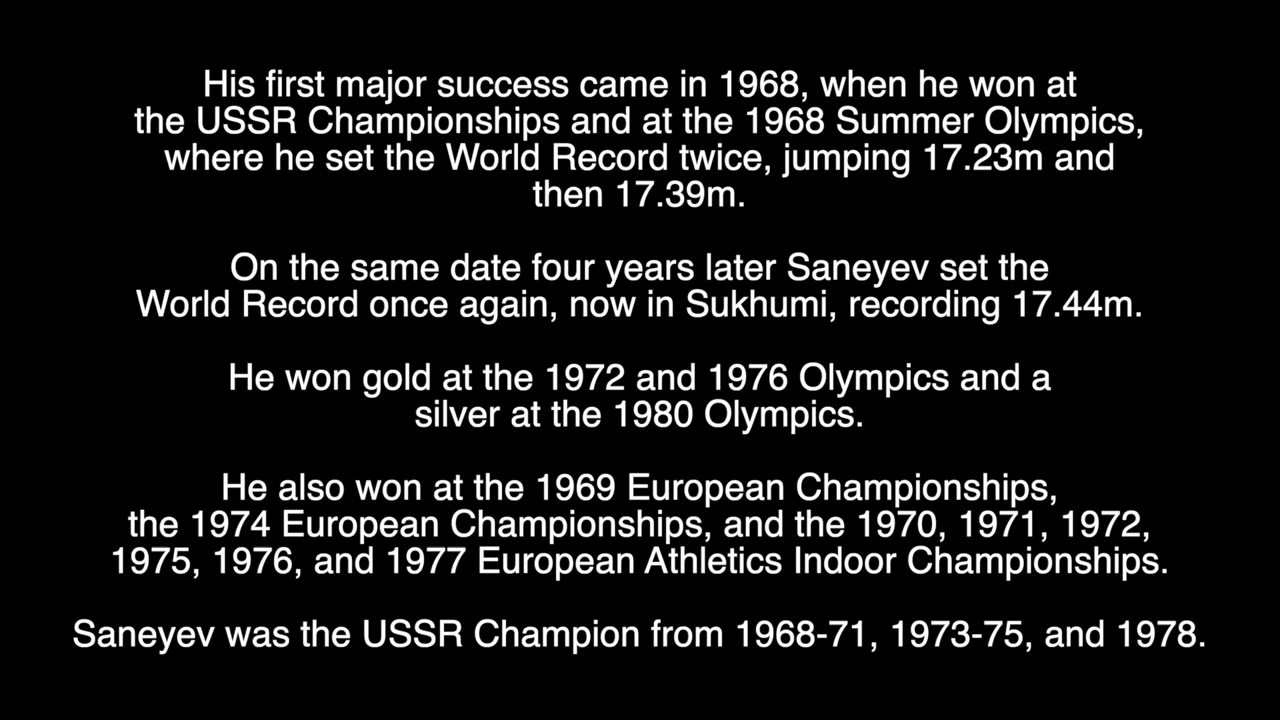 His first major success came in 1968, when he won at
the USSR Championships and at the 1968 Summer Olympics,
where he set the World Record twice, jumping 17.23m and
then 17.39m.
On the same date four years later Saneyev set the
World Record once again, now in Sukhumi, recording 17.44m.
He won gold at the 1972 and 1976 Olympics and a
silver at the 1980 Olympics.
He also won at the 1969 European Championships,
the 1974 European Championships, and the 1970, 1971, 1972,
1975, 1976, and 1977 European Athletics Indoor Championships.
Saneyev was the USSR Champion from 1968-71, 1973-75, and 1978.